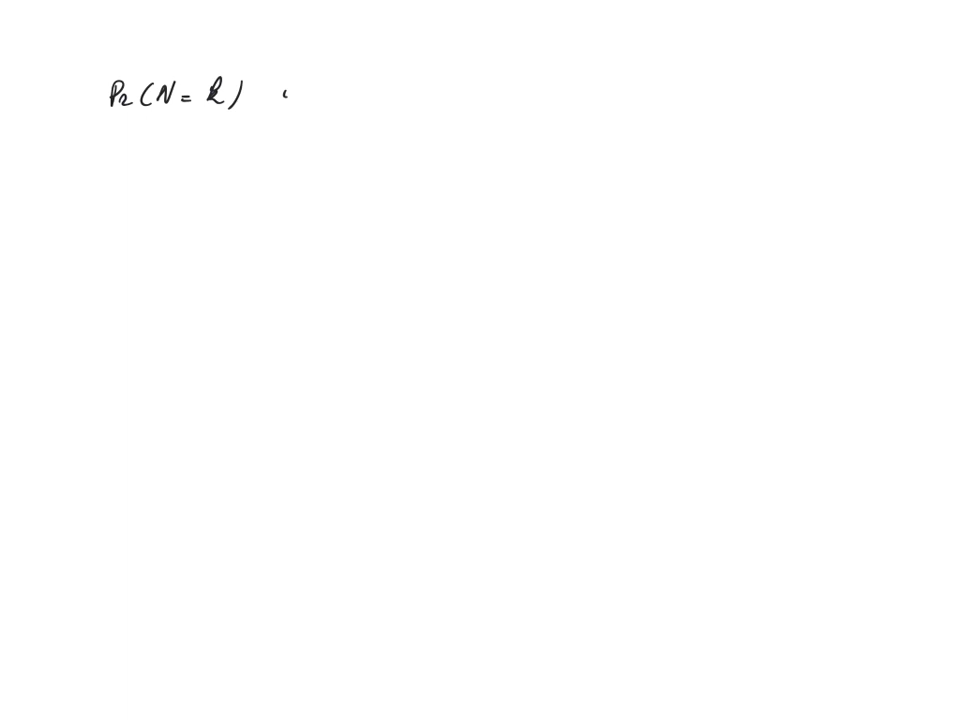 Pr(N = k)